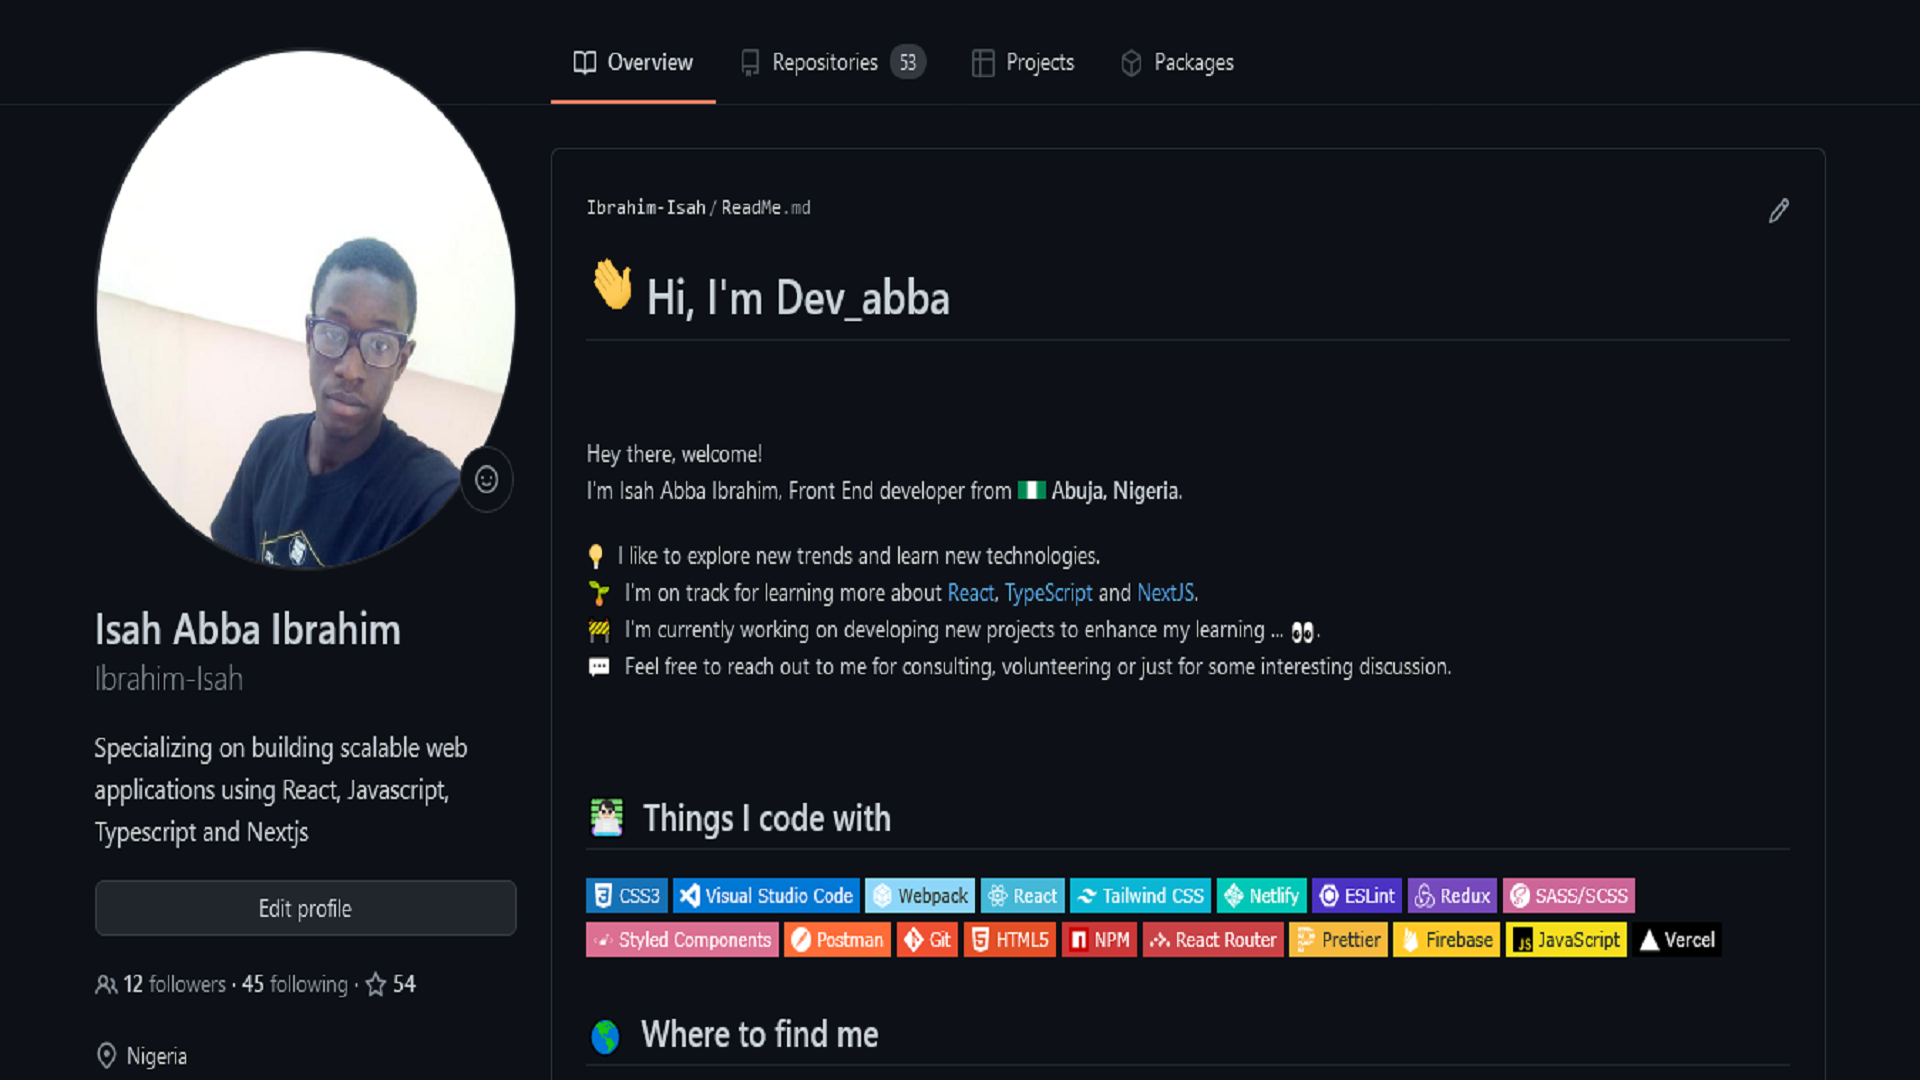 Overview Repositories 53 Projects Packages
Ibrahim-Isah / ReadMe.md
👋 Hi, I'm Dev_abba
Hey there, welcome!
I'm Isah Abba Ibrahim, Front End developer from 🇳🇬 Abuja, Nigeria.
💡 I like to explore new trends and learn new technologies.
🌱 I'm on track for learning more about React, TypeScript and NextJS.
🚧 I'm currently working on developing new projects to enhance my learning ... 👀.
💬 Feel free to reach out to me for consulting, volunteering or just for some interesting discussion.
Isah Abba Ibrahim
Ibrahim-Isah
Specializing on building scalable web
applications using React, Javascript,
Typescript and Nextjs
Edit profile
12 followers · 45 following · 54
Nigeria
👨🏻‍💻 Things I code with
CSS3 Visual Studio Code Webpack React Tailwind CSS Netlify ESLint Redux SASS/SCSS
Styled Components Postman Git HTML5 NPM React Router Prettier Firebase JS JavaScript Vercel
🌎 Where to find me